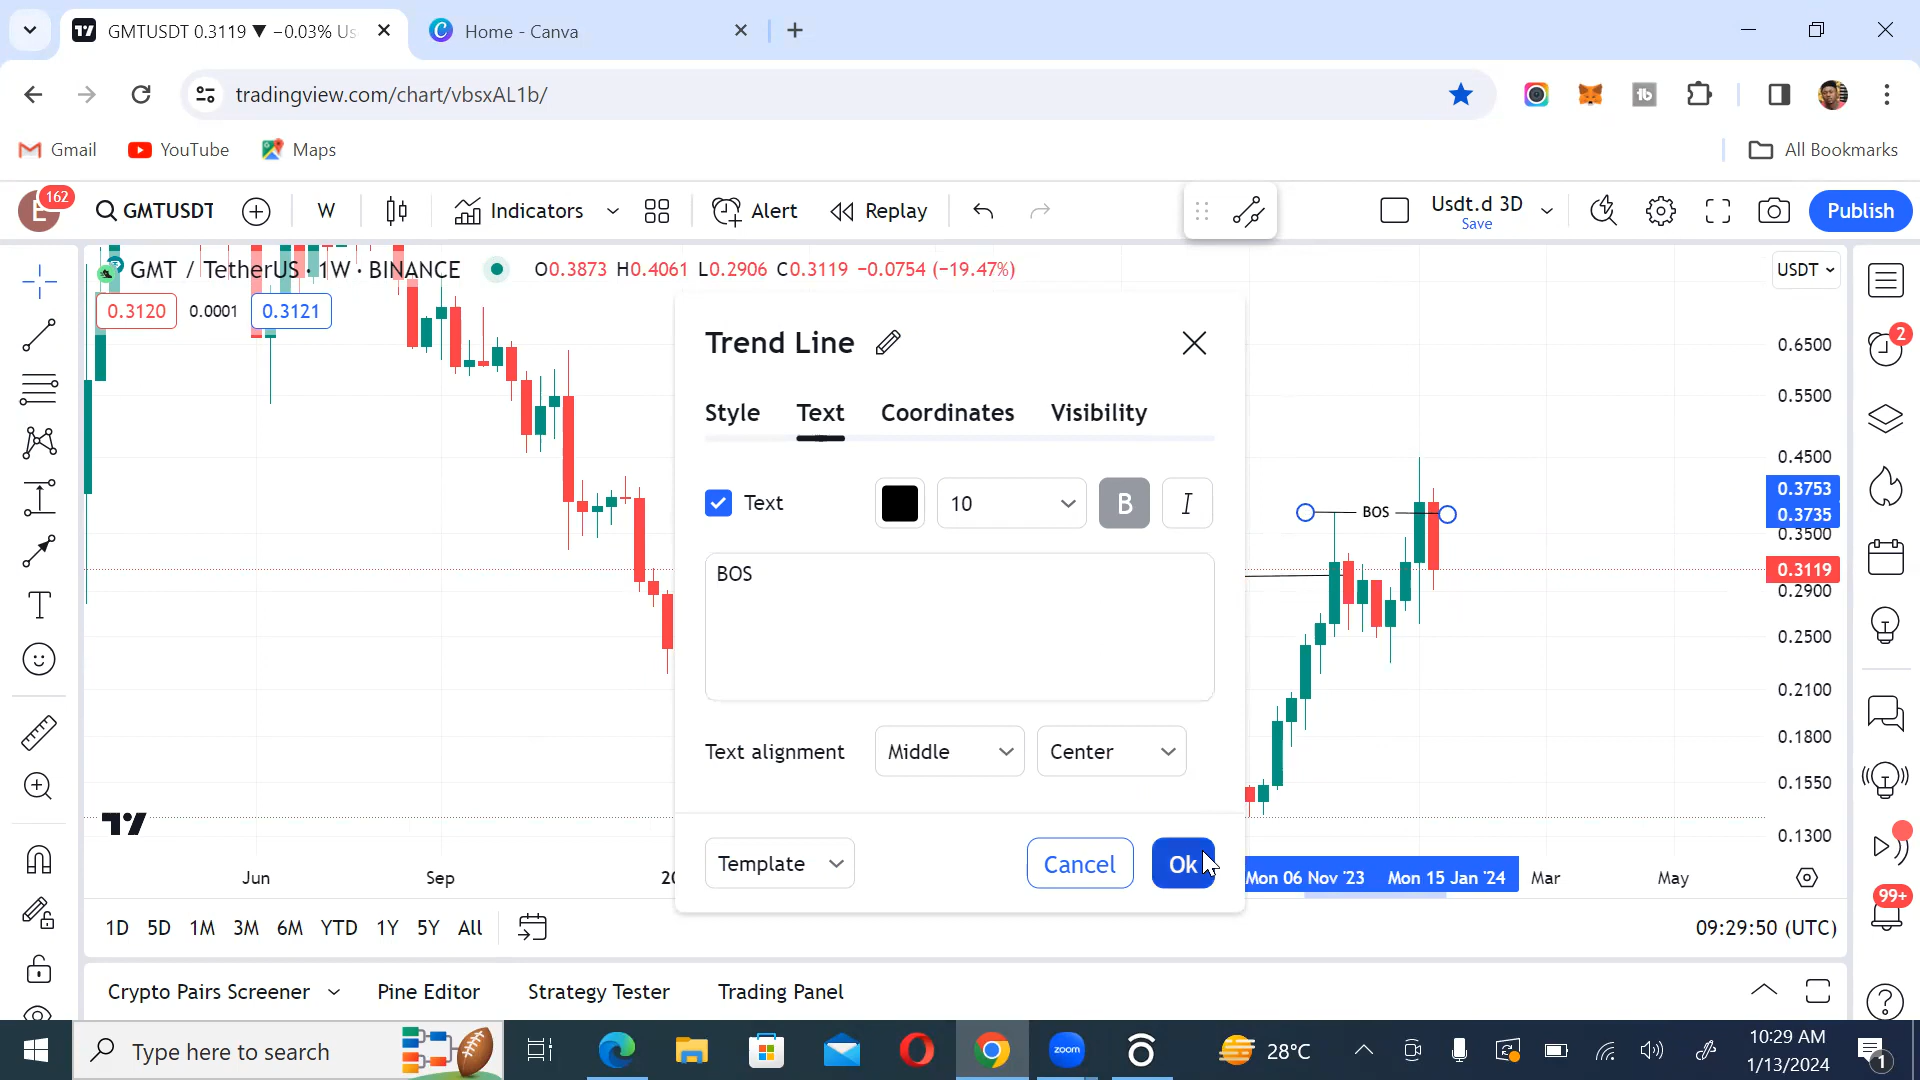 GMTUSDT 0.3119 ▼ −0.03% Us
Home - Canva
tradingview.com/chart/vbsxAL1b/
Gmail
YouTube
Maps
All Bookmarks
E
162
GMTUSDT
W
Indicators
Alert
Replay
Usdt.d 3D
Save
Publish
GMT / TetherUS · 1W · BINANCE
O0.3873 H0.4061 L0.2906 C0.3119 −0.0754 (−19.47%)
USDT
0.3120
0.0001
0.3121
Trend Line
Style
Text
Coordinates
Visibility
Text
10
B
I
BOS
Text alignment
Middle
Center
Template
Cancel
Ok
BOS
0.6500
0.5500
0.4500
0.3753
0.3735
0.3500
0.3119
0.2900
0.2500
0.2100
0.1800
0.1550
0.1300
2
99+
Jun
Sep
20
Mon 06 Nov '23
Mon 15 Jan '24
Mar
May
1D
5D
1M
3M
6M
YTD
1Y
5Y
All
09:29:50 (UTC)
Crypto Pairs Screener
Pine Editor
Strategy Tester
Trading Panel
Type here to search
zoom
28°C
10:29 AM
1/13/2024
1